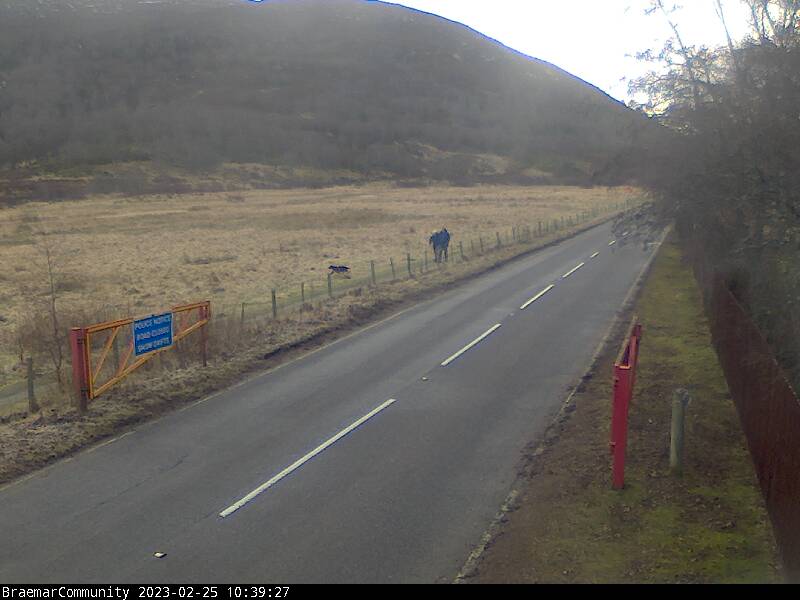 POLICE NOTICE
ROAD CLOSED
SNOW DRIFTS
BraemarCommunity 2023-02-25 10:39:27